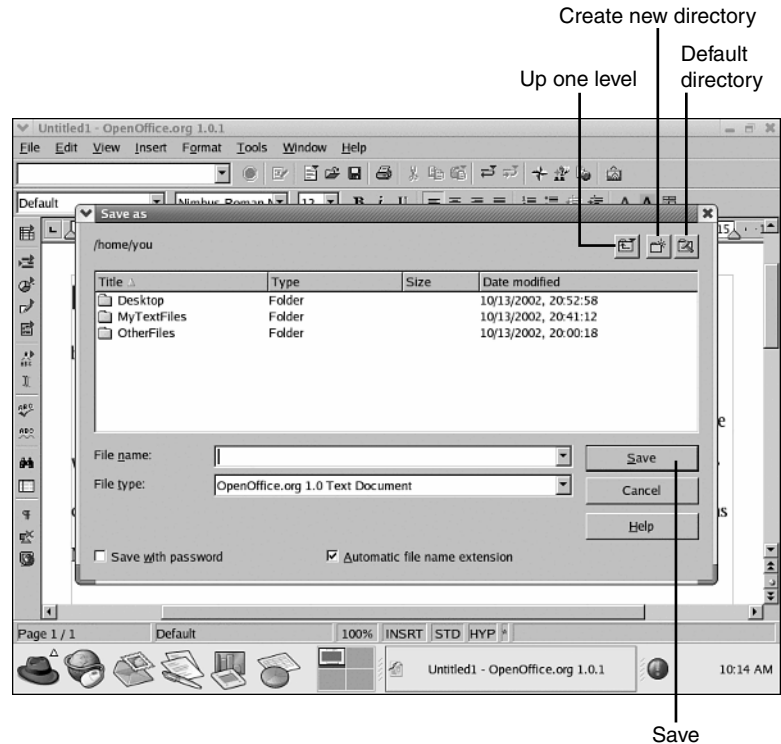 Create new directory
Default
directory
Up one level
Untitled1 - OpenOffice.org 1.0.1
File Edit View Insert Format Tools Window Help
Default Nimbus Roman N 12 B i U A A
Save as
15
/home/you
Title Type Size Date modified
Desktop Folder 10/13/2002, 20:52:58
MyTextFiles Folder 10/13/2002, 20:41:12
OtherFiles Folder 10/13/2002, 20:00:18
File name:
Save
File type: OpenOffice.org 1.0 Text Document
Cancel
Help
Save with password Automatic file name extension
Page 1 / 1 Default 100% INSRT STD HYP *
Untitled1 - OpenOffice.org 1.0.1 10:14 AM
Save